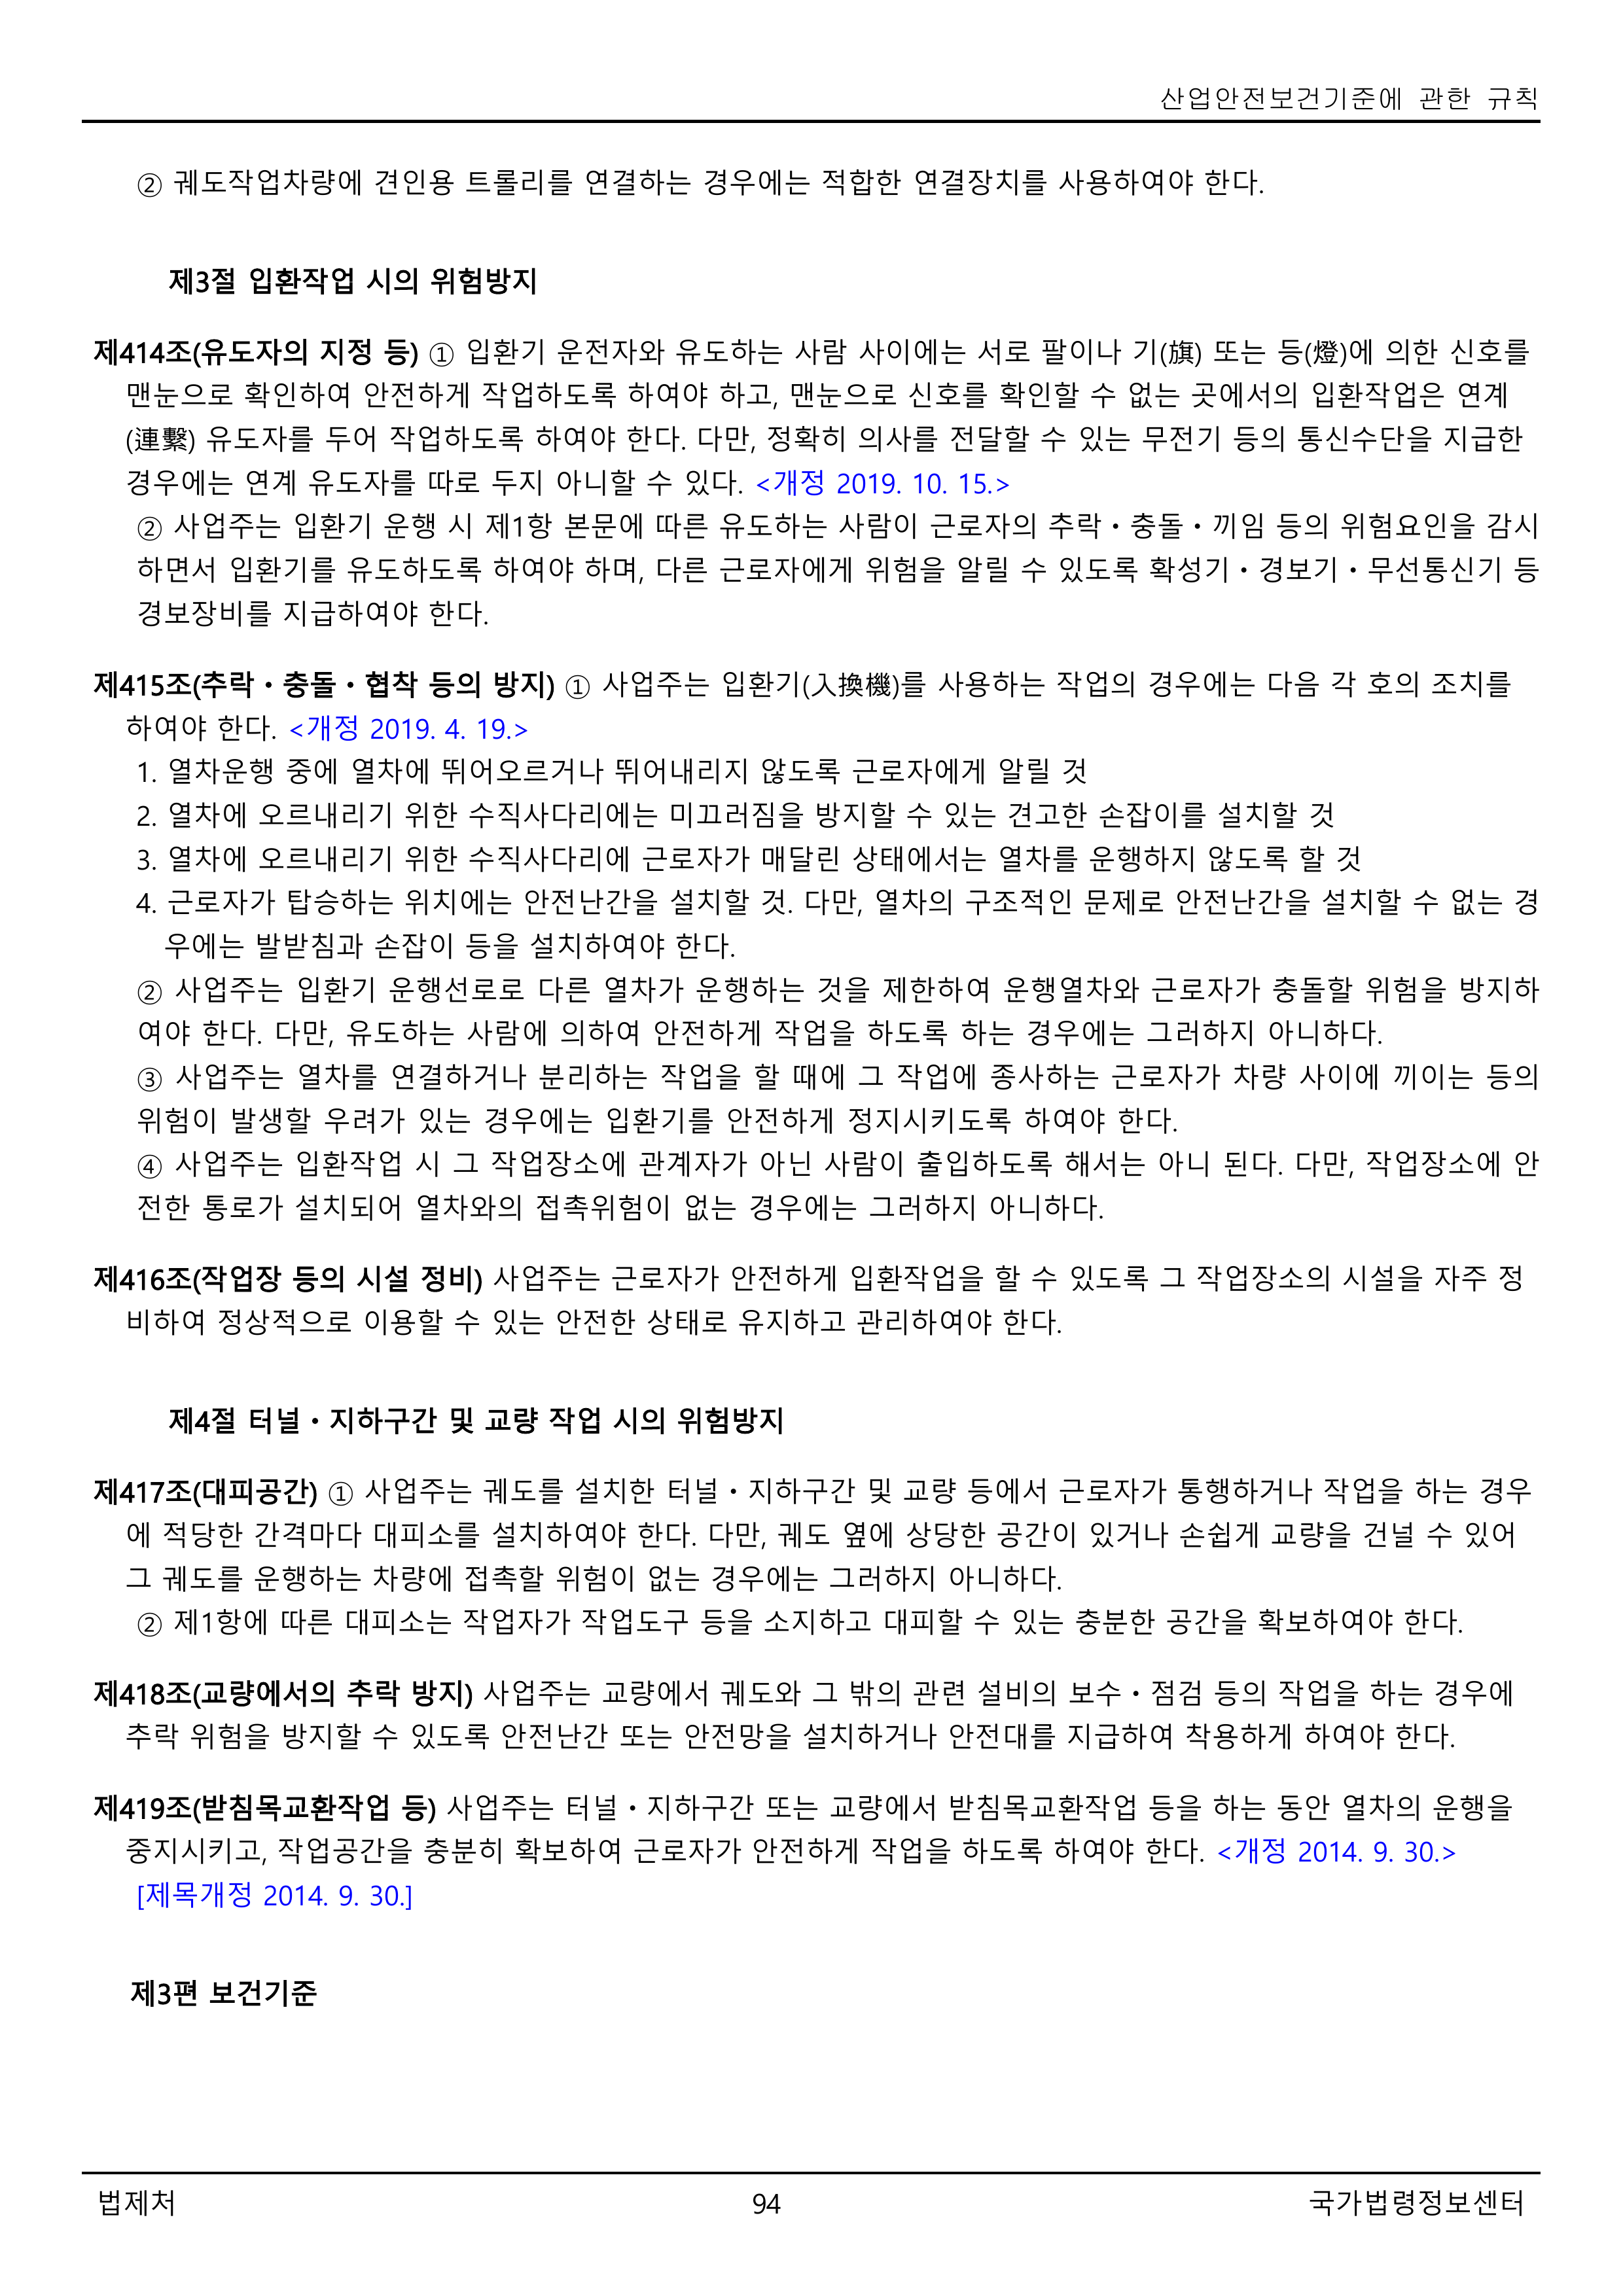 산업안전보건기준에 관한 규칙
② 궤도작업차량에 견인용 트롤리를 연결하는 경우에는 적합한 연결장치를 사용하여야 한다.
제3절 입환작업 시의 위험방지
제414조(유도자의 지정 등) ① 입환기 운전자와 유도하는 사람 사이에는 서로 팔이나 기(旗) 또는 등(燈)에 의한 신호를
맨눈으로 확인하여 안전하게 작업하도록 하여야 하고, 맨눈으로 신호를 확인할 수 없는 곳에서의 입환작업은 연계
(連繫) 유도자를 두어 작업하도록 하여야 한다. 다만, 정확히 의사를 전달할 수 있는 무전기 등의 통신수단을 지급한
경우에는 연계 유도자를 따로 두지 아니할 수 있다. <개정 2019. 10. 15.>
② 사업주는 입환기 운행 시 제1항 본문에 따른 유도하는 사람이 근로자의 추락ㆍ충돌ㆍ끼임 등의 위험요인을 감시
하면서 입환기를 유도하도록 하여야 하며, 다른 근로자에게 위험을 알릴 수 있도록 확성기ㆍ경보기ㆍ무선통신기 등
경보장비를 지급하여야 한다.
제415조(추락ㆍ충돌ㆍ협착 등의 방지) ① 사업주는 입환기(入換機)를 사용하는 작업의 경우에는 다음 각 호의 조치를
하여야 한다. <개정 2019. 4. 19.>
1. 열차운행 중에 열차에 뛰어오르거나 뛰어내리지 않도록 근로자에게 알릴 것
2. 열차에 오르내리기 위한 수직사다리에는 미끄러짐을 방지할 수 있는 견고한 손잡이를 설치할 것
3. 열차에 오르내리기 위한 수직사다리에 근로자가 매달린 상태에서는 열차를 운행하지 않도록 할 것
4. 근로자가 탑승하는 위치에는 안전난간을 설치할 것. 다만, 열차의 구조적인 문제로 안전난간을 설치할 수 없는 경
우에는 발받침과 손잡이 등을 설치하여야 한다.
② 사업주는 입환기 운행선로로 다른 열차가 운행하는 것을 제한하여 운행열차와 근로자가 충돌할 위험을 방지하
여야 한다. 다만, 유도하는 사람에 의하여 안전하게 작업을 하도록 하는 경우에는 그러하지 아니하다.
③ 사업주는 열차를 연결하거나 분리하는 작업을 할 때에 그 작업에 종사하는 근로자가 차량 사이에 끼이는 등의
위험이 발생할 우려가 있는 경우에는 입환기를 안전하게 정지시키도록 하여야 한다.
④ 사업주는 입환작업 시 그 작업장소에 관계자가 아닌 사람이 출입하도록 해서는 아니 된다. 다만, 작업장소에 안
전한 통로가 설치되어 열차와의 접촉위험이 없는 경우에는 그러하지 아니하다.
제416조(작업장 등의 시설 정비) 사업주는 근로자가 안전하게 입환작업을 할 수 있도록 그 작업장소의 시설을 자주 정
비하여 정상적으로 이용할 수 있는 안전한 상태로 유지하고 관리하여야 한다.
제4절 터널ㆍ지하구간 및 교량 작업 시의 위험방지
제417조(대피공간) ① 사업주는 궤도를 설치한 터널ㆍ지하구간 및 교량 등에서 근로자가 통행하거나 작업을 하는 경우
에 적당한 간격마다 대피소를 설치하여야 한다. 다만, 궤도 옆에 상당한 공간이 있거나 손쉽게 교량을 건널 수 있어
그 궤도를 운행하는 차량에 접촉할 위험이 없는 경우에는 그러하지 아니하다.
② 제1항에 따른 대피소는 작업자가 작업도구 등을 소지하고 대피할 수 있는 충분한 공간을 확보하여야 한다.
제418조(교량에서의 추락 방지) 사업주는 교량에서 궤도와 그 밖의 관련 설비의 보수ㆍ점검 등의 작업을 하는 경우에
추락 위험을 방지할 수 있도록 안전난간 또는 안전망을 설치하거나 안전대를 지급하여 착용하게 하여야 한다.
제419조(받침목교환작업 등) 사업주는 터널ㆍ지하구간 또는 교량에서 받침목교환작업 등을 하는 동안 열차의 운행을
중지시키고, 작업공간을 충분히 확보하여 근로자가 안전하게 작업을 하도록 하여야 한다. <개정 2014. 9. 30.>
[제목개정 2014. 9. 30.]
제3편 보건기준
법제처
94
국가법령정보센터